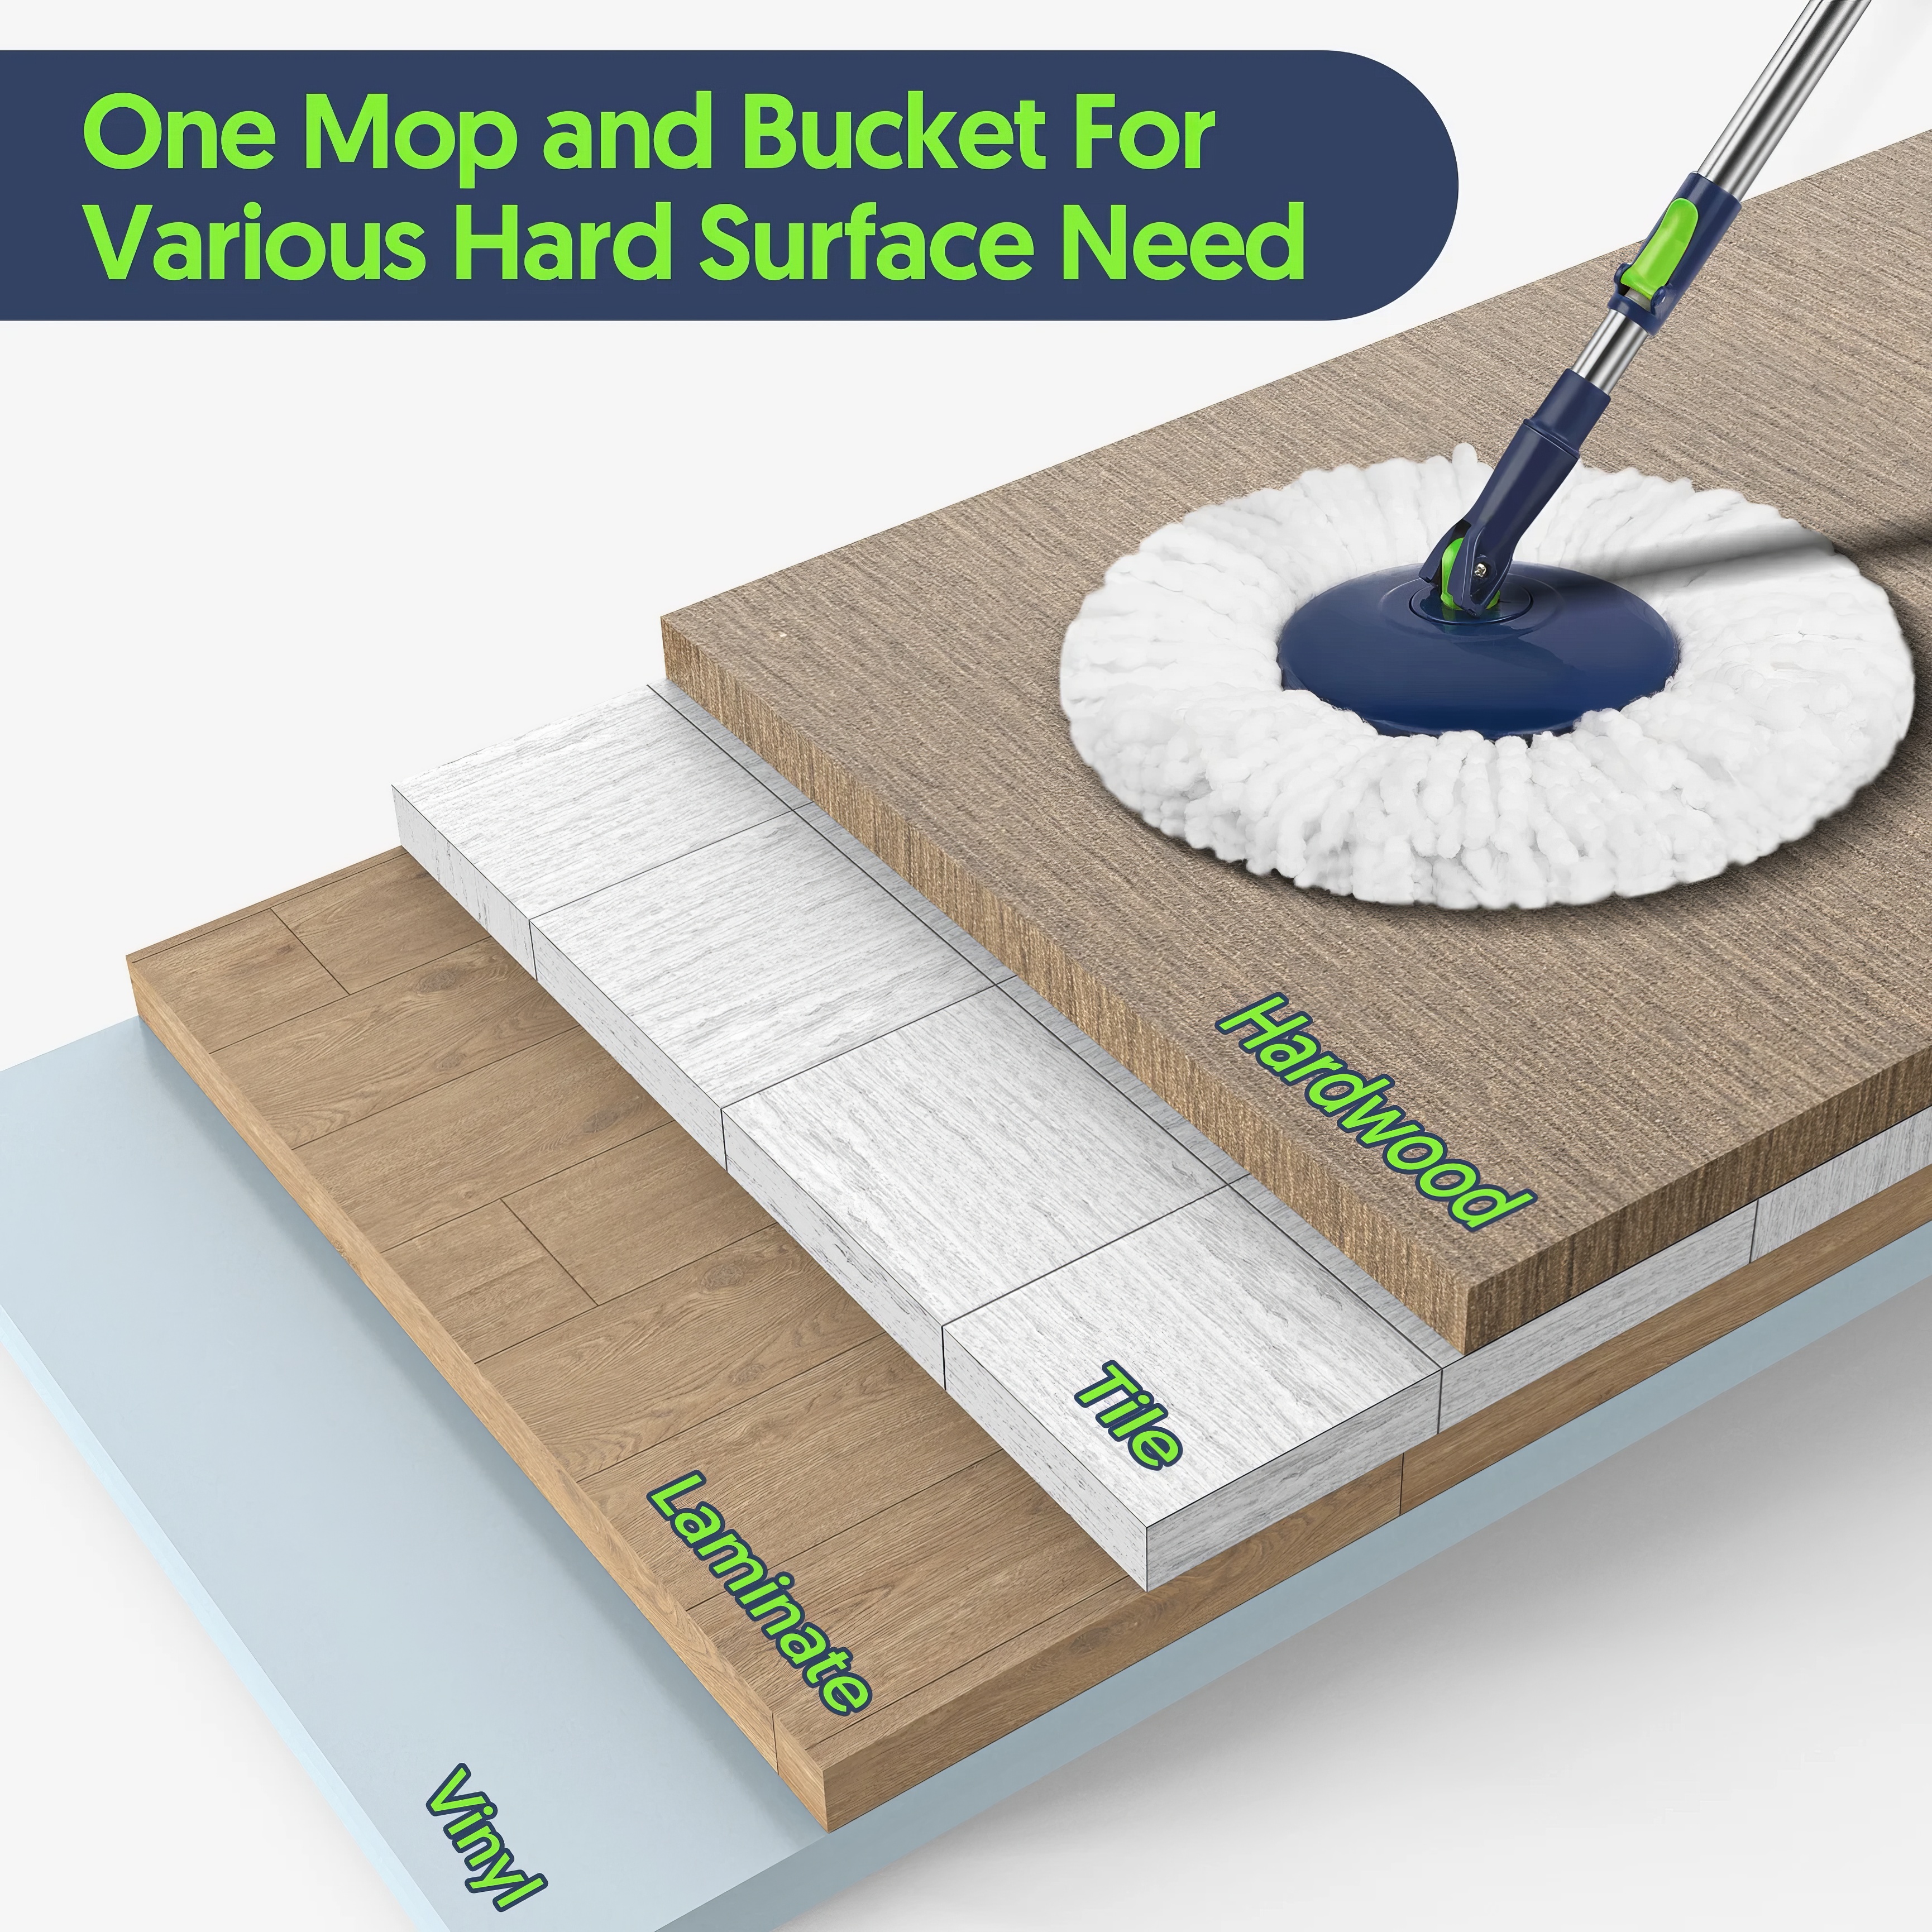 One Mop and Bucket For
Various Hard Surface Need
Hardwood
Tile
Laminate
Vinyl